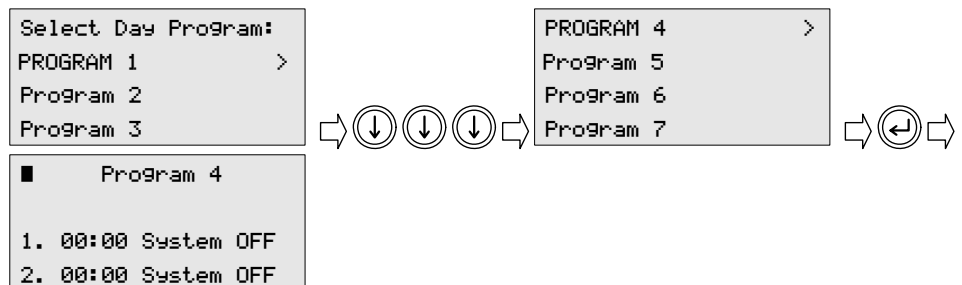 Select Day Program:
PROGRAM 1 >
Program 2
Program 3
PROGRAM 4 >
Program 5
Program 6
Program 7
Program 4
1. 00:00 System OFF
2. 00:00 System OFF